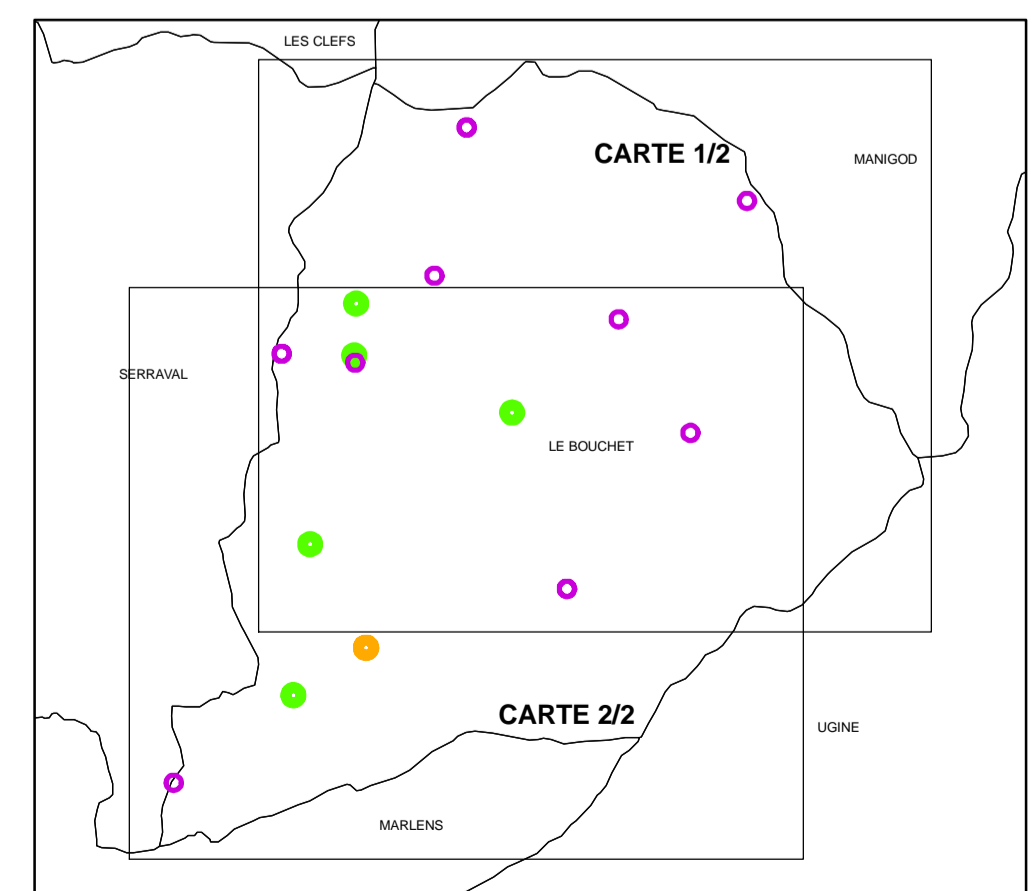 LES CLEFS
CARTE 1/2
MANIGOD
SERRAVAL
LE BOUCHET
CARTE 2/2
UGINE
MARLENS